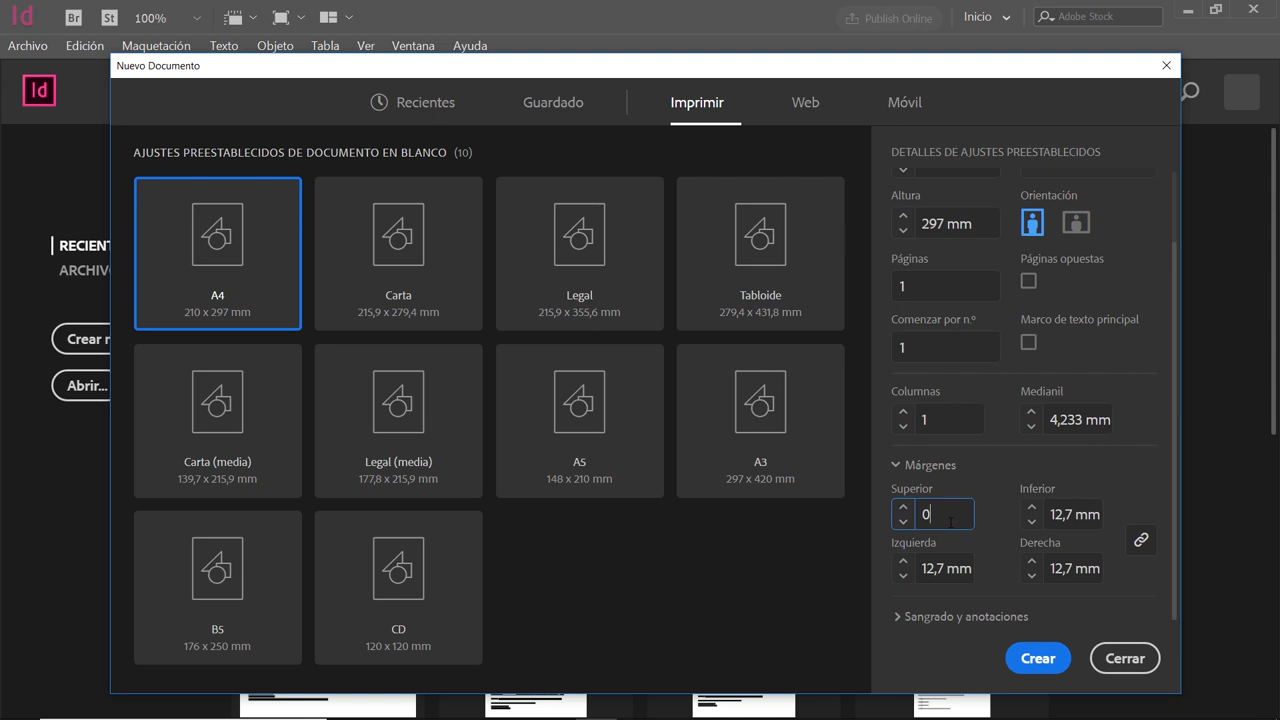 Id Br St 100% Publish Online Inicio Adobe Stock
Archivo Edición Maquetación Texto Objeto Tabla Ver Ventana Ayuda
Nuevo Documento
Id
Recientes Guardado Imprimir Web Móvil
AJUSTES PREESTABLECIDOS DE DOCUMENTO EN BLANCO (10)
DETALLES DE AJUSTES PREESTABLECIDOS
Altura Orientación
297 mm
RECIENT
ARCHIV
Páginas Páginas opuestas
1
A4 Carta Legal Tabloide
210 x 297 mm 215,9 x 279,4 mm 215,9 x 355,6 mm 279,4 x 431,8 mm
Comenzar por n.º Marco de texto principal
1
Crear
Abrir...
Columnas Medianil
1 4,233 mm
Carta (media) Legal (media) A5 A3
139,7 x 215,9 mm 177,8 x 215,9 mm 148 x 210 mm 297 x 420 mm
Márgenes
Superior Inferior
0 12,7 mm
Izquierda Derecha
12,7 mm 12,7 mm
B5 CD
176 x 250 mm 120 x 120 mm
Sangrado y anotaciones
Crear Cerrar